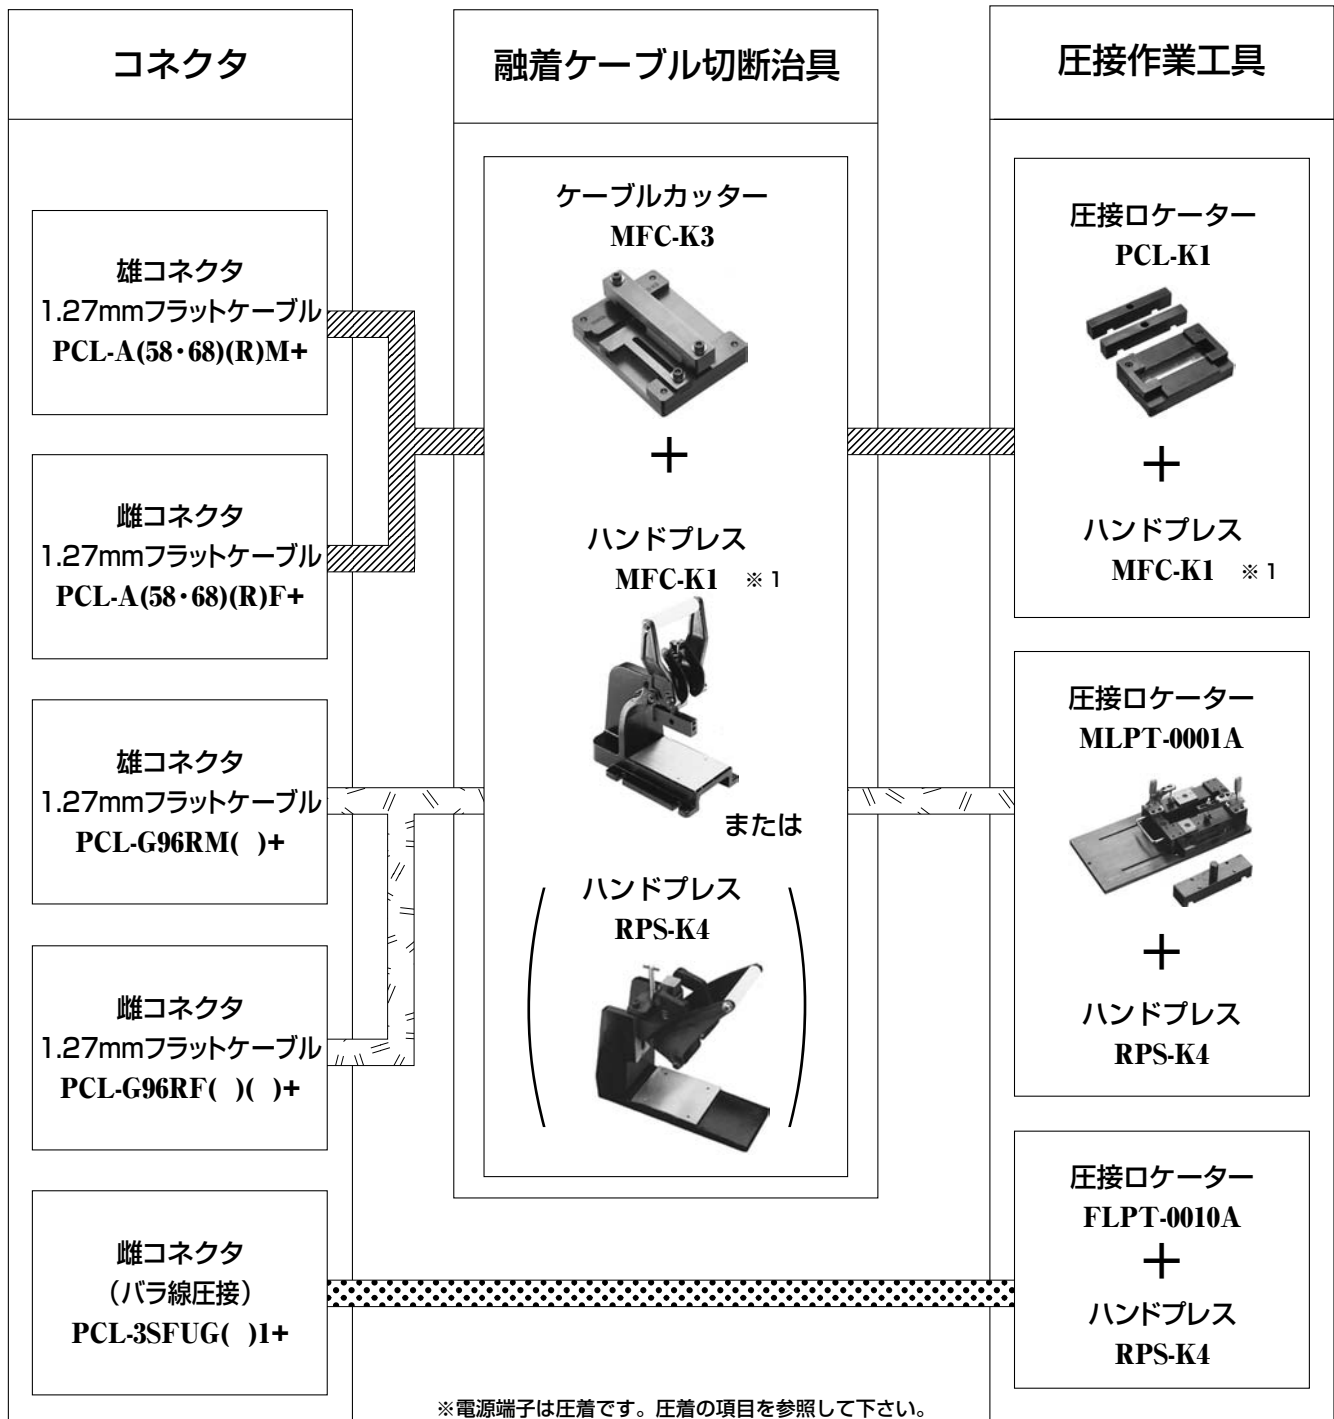 コネクタ
雄コネクタ
1.27mmフラットケーブル
PCL-A(58・68)(R)M+
雌コネクタ
1.27mmフラットケーブル
PCL-A(58・68)(R)F+
雄コネクタ
1.27mmフラットケーブル
PCL-G96RM( )+
雌コネクタ
1.27mmフラットケーブル
PCL-G96RF( )( )+
雌コネクタ
(バラ線圧接)
PCL-3SFUG( )1+
融着ケーブル切断治具
ケーブルカッター
MFC-K3
+
ハンドプレス
MFC-K1 ※1
または
ハンドプレス
RPS-K4
圧接作業工具
圧接ロケーター
PCL-K1
+
ハンドプレス
MFC-K1 ※1
圧接ロケーター
MLPT-0001A
+
ハンドプレス
RPS-K4
圧接ロケーター
FLPT-0010A
+
ハンドプレス
RPS-K4
※電源端子は圧着です。圧着の項目を参照して下さい。